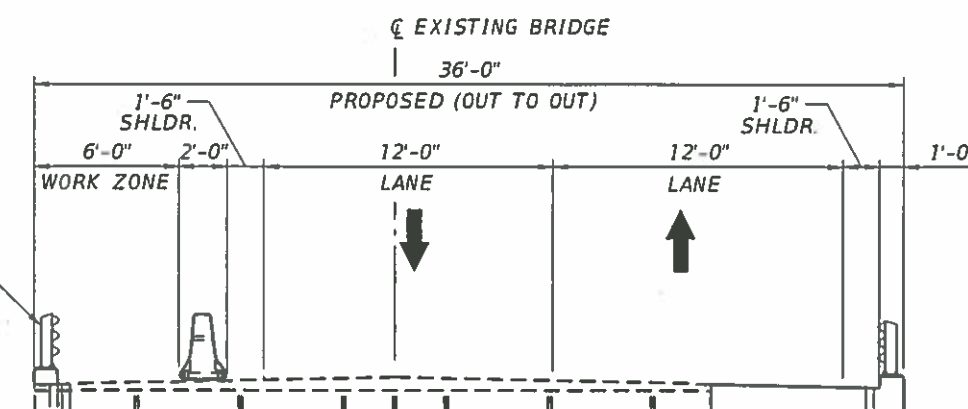 ℄ EXISTING BRIDGE
36'-0"
PROPOSED (OUT TO OUT)
1'-6"
SHLDR.
1'-6"
SHLDR.
6'-0" 2'-0" 12'-0" 12'-0" 1'-0
WORK ZONE LANE LANE